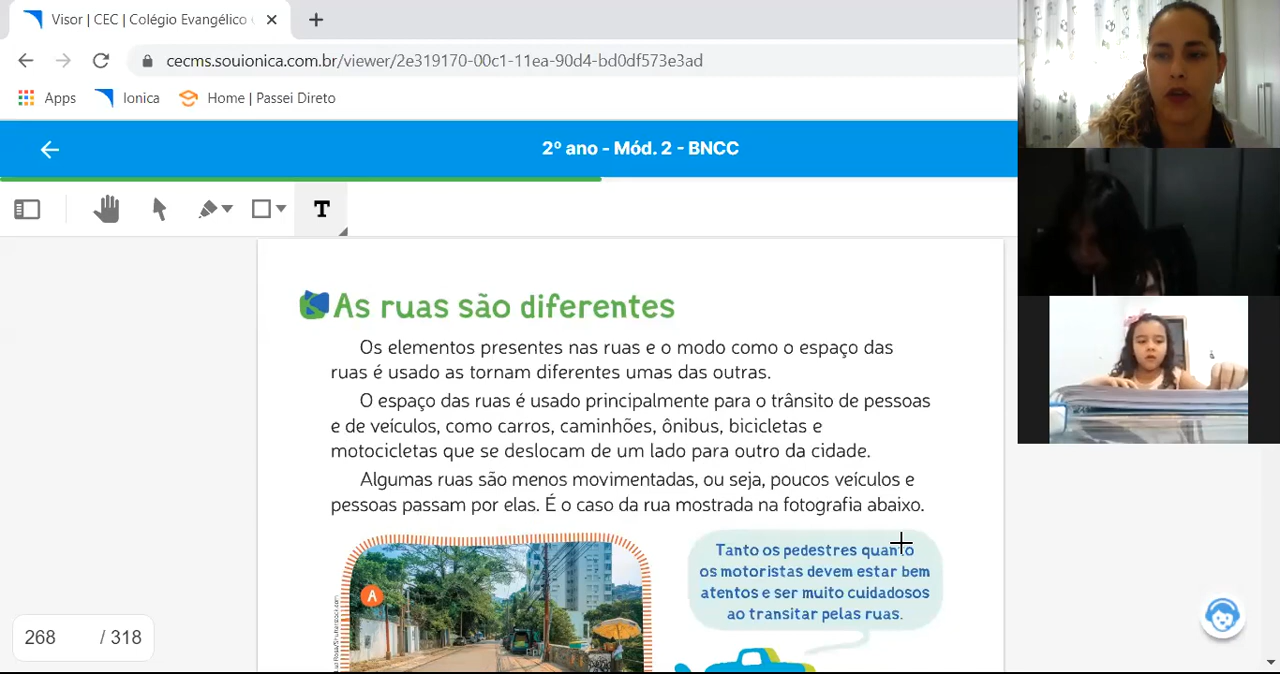 Visor | CEC | Colégio Evangélico
cecms.souionica.com.br/viewer/2e319170-00c1-11ea-90d4-bd0df573e3ad
Apps Ionica Home | Passei Direto
2º ano - Mód. 2 - BNCC
T
As ruas são diferentes
Os elementos presentes nas ruas e o modo como o espaço das
ruas é usado as tornam diferentes umas das outras.
O espaço das ruas é usado principalmente para o trânsito de pessoas
e de veículos, como carros, caminhões, ônibus, bicicletas e
motocicletas que se deslocam de um lado para outro da cidade.
Algumas ruas são menos movimentadas, ou seja, poucos veículos e
pessoas passam por elas. É o caso da rua mostrada na fotografia abaixo.
A
Tanto os pedestres quanto
os motoristas devem estar bem
atentos e ser muito cuidadosos
ao transitar pelas ruas.
268 / 318